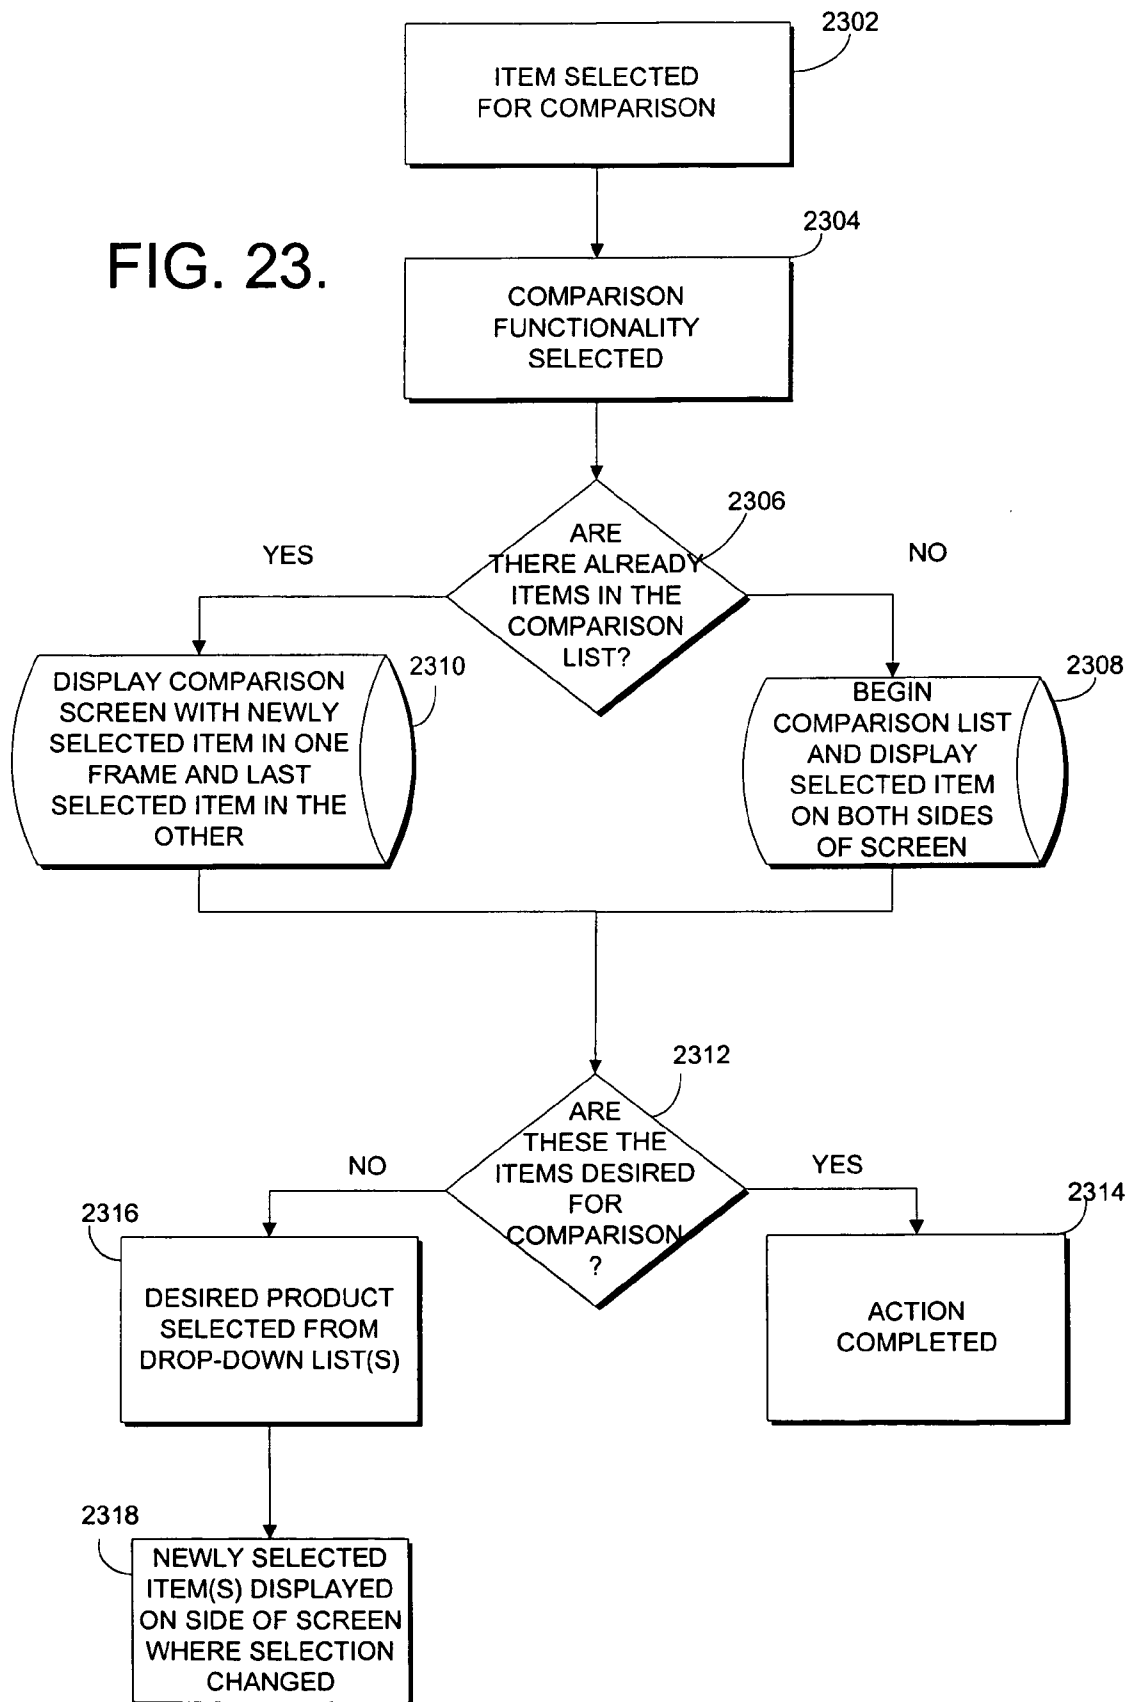 2302
ITEM SELECTED
FOR COMPARISON
2304
FIG. 23.
COMPARISON
FUNCTIONALITY
SELECTED
2306
YES
NO
ARE
THERE ALREADY
ITEMS IN THE
COMPARISON
LIST?
2310
DISPLAY COMPARISON
SCREEN WITH NEWLY
SELECTED ITEM IN ONE
FRAME AND LAST
SELECTED ITEM IN THE
OTHER
2308
BEGIN
COMPARISON LIST
AND DISPLAY
SELECTED ITEM
ON BOTH SIDES
OF SCREEN
2312
ARE
THESE THE
ITEMS DESIRED
FOR
COMPARISON
?
NO
YES
2316
DESIRED PRODUCT
SELECTED FROM
DROP-DOWN LIST(S)
2314
ACTION
COMPLETED
2318
NEWLY SELECTED
ITEM(S) DISPLAYED
ON SIDE OF SCREEN
WHERE SELECTION
CHANGED